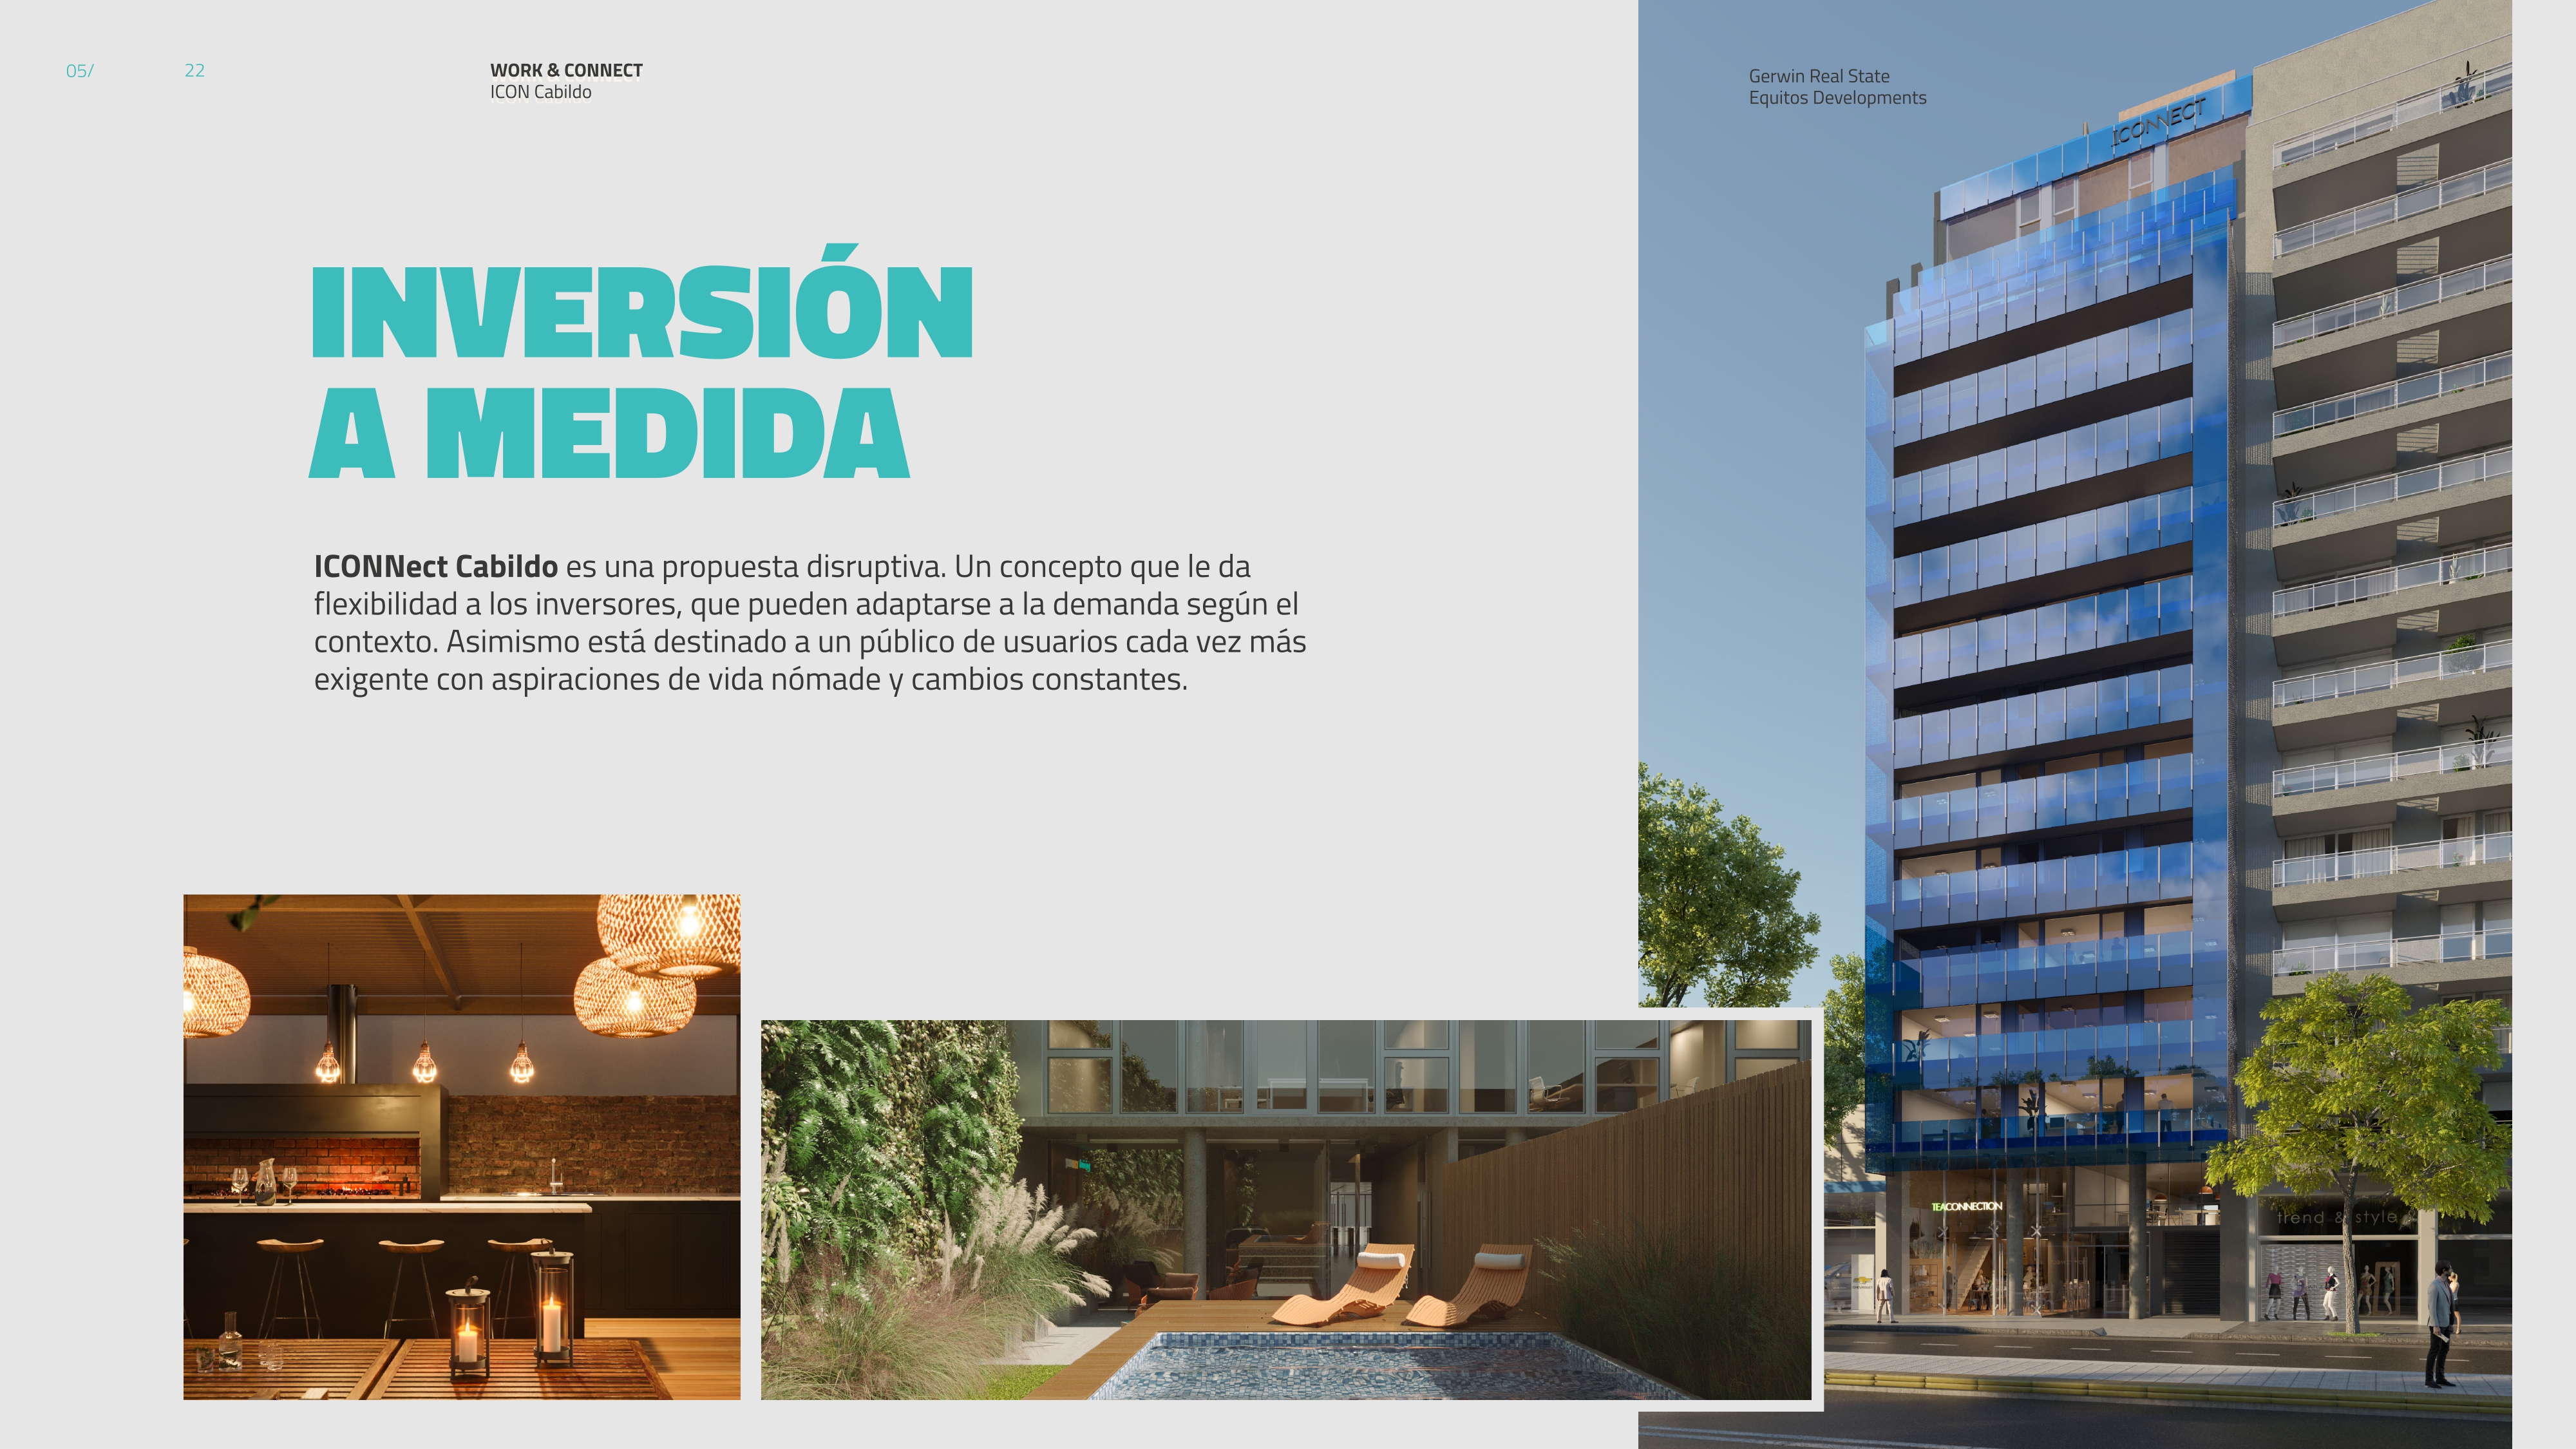 05/
22
WORK & CONNECT
ICON Cabildo
Gerwin Real State
Equitos Developments
ICONNECT
INVERSIÓN
A MEDIDA
ICONNect Cabildo es una propuesta disruptiva. Un concepto que le da
flexibilidad a los inversores, que pueden adaptarse a la demanda según el
contexto. Asimismo está destinado a un público de usuarios cada vez más
exigente con aspiraciones de vida nómade y cambios constantes.
TEACONNECTION
trend & style